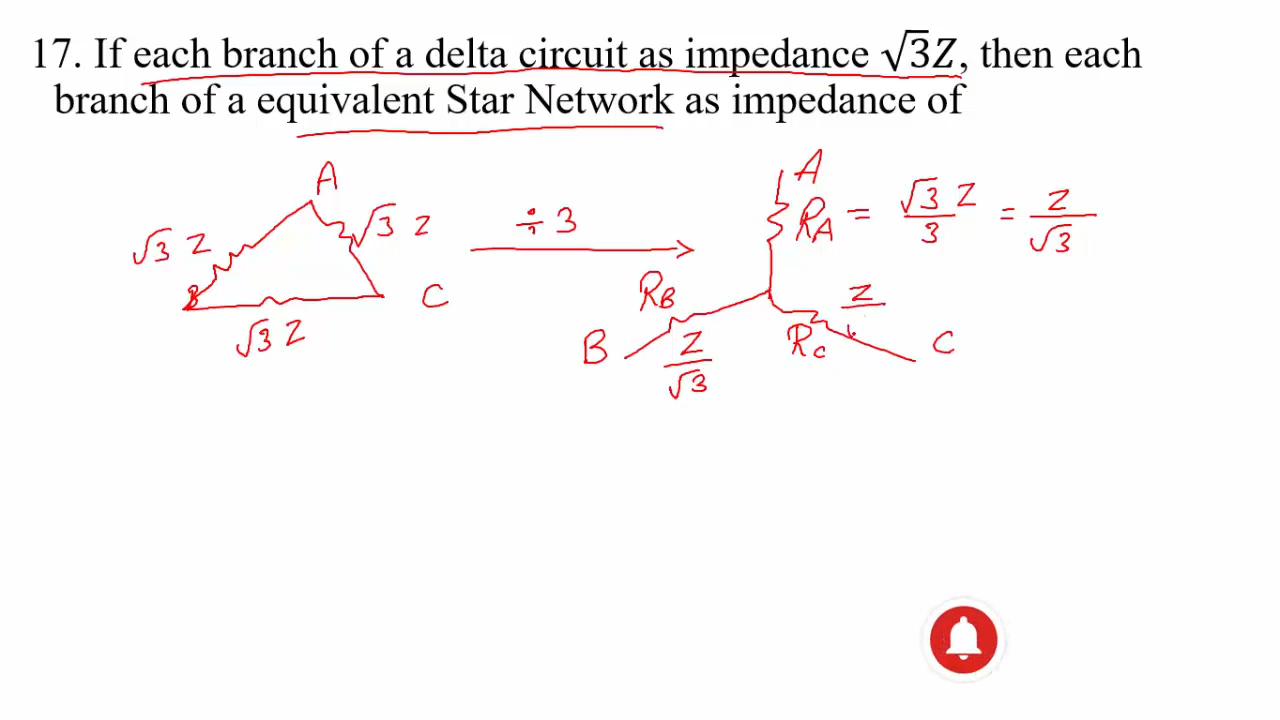 17. If each branch of a delta circuit as impedance √3Z, then each
branch of a equivalent Star Network as impedance of
A
√3 Z
√3 Z
B
C
√3 Z
÷ 3
A
R_A = √3 Z / 3 = Z / √3
R_B
B
Z / √3
Z
R_C
C